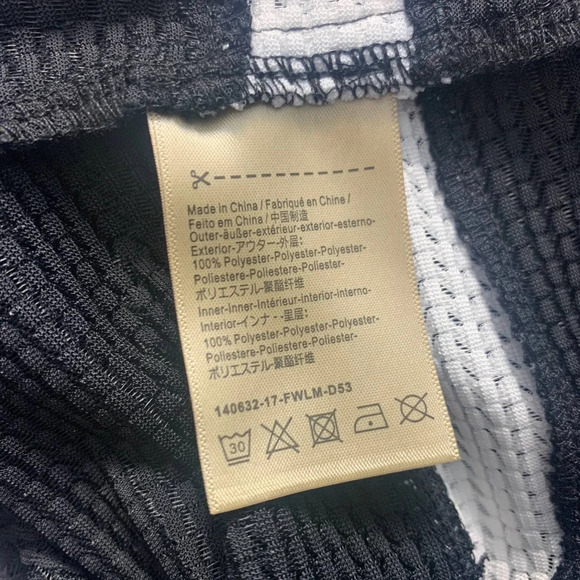 Made in China / Fabriqué en Chine /
Feito em China / 中国制造
Outer-äußer-extérieur-exterior-esterno-
Exterior-アウター-外层:
100% Polyester-Polyester-Polyester-
Poliestere-Poliestere-Poliester-
ポリエステル-聚酯纤维
Inner-Inner-Intérieur-Interior-Interno-
Interior-インナ--里层:
100% Polyester-Polyester-Polyester-
Poliestere-Poliestere-Poliester-
ポリエステル-聚酯纤维
140632-17-FWLM-D53
30